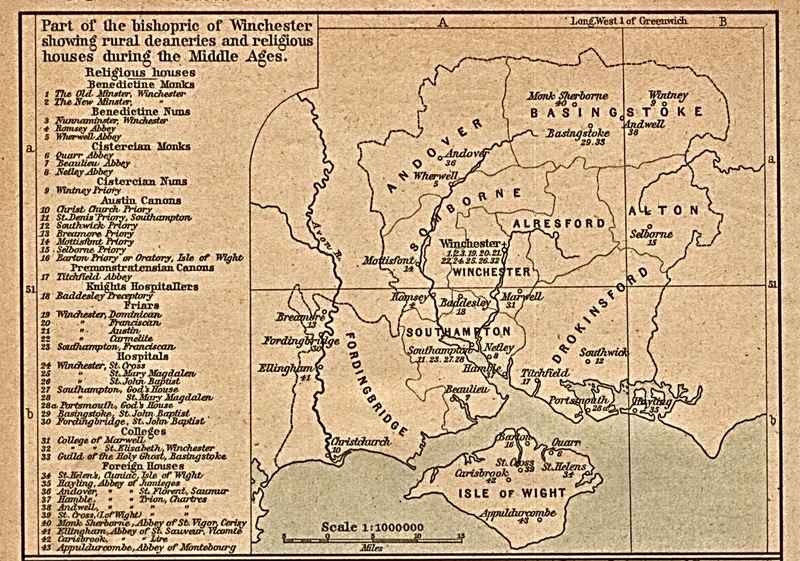 Part of the bishopric of Winchester
showing rural deaneries and religious
houses during the Middle Ages.
Religious houses
Benedictine Monks
1 The Old Minster, Winchester
2 The New Minster, "
Benedictine Nuns
3 Nunnaminster, Winchester
4 Romsey Abbey
5 Wherwell Abbey
Cistercian Monks
6 Quarr Abbey
7 Beaulieu Abbey
8 Netley Abbey
Cistercian Nuns
9 Wintney Priory
Austin Canons
10 Christ Church Priory
11 St. Denis' Priory, Southampton
12 Southwick Priory
13 Breamore Priory
14 Mottisfont Priory
15 Selborne Priory
16 Barton Priory or Oratory, Isle of Wight
Premonstratensian Canons
17 Titchfield Abbey
Knights Hospitallers
18 Baddesley Preceptory
Friars
19 Winchester, Dominican
20 " Franciscan
21 " Austin
22 " Carmelite
23 Southampton, Franciscan
Hospitals
24 Winchester, St. Cross
25 " St. Mary Magdalen
26 " St. John Baptist
27 Southampton, God's House
28 " St. Mary Magdalen
28a Portsmouth, God's House
29 Basingstoke, St. John Baptist
30 Fordingbridge, St. John Baptist
Colleges
31 College of Marwell
32 " " St. Elisabeth, Winchester
33 Guild of the Holy Ghost, Basingstoke
Foreign Houses
34 St. Helen's, Cluniac, Isle of Wight
35 Hayling, Abbey of Jumieges
36 Andover, " " St. Florent, Saumur
37 Hamble, " " Tiron, Chartres
38 Andwell, " " " "
39 St. Cross, (I. of Wight) " "
40 Monk Sherborne, Abbey of St. Vigor, Cerisy
41 Ellingham, Abbey of St. Sauveur, Vicomte
42 Carisbrook, " " Lire
43 Appuldurcombe, Abbey of Montebourg
A
Long. West 1 of Greenwich
B
Monk Sherborne
40
Wintney
9
BASINGSTOKE
Andwell
38
Basingstoke
29.33
a
a
ANDOVER
Andover
36
Wherwell
5
SOMBORNE
ALRESFORD
ALTON
Selborne
15
Avon R.
Winchester
1.2.3.19.20.21.
22.24.25.26.32
WINCHESTER
Mottisfont
14
51
51
Romsey
4
Baddesley
18
Marwell
31
DROKINSFORD
Breamore
13
Fordingbridge
30
FORDINGBRIDGE
SOUTHAMPTON
Southampton
11.23.27.28
Netley
8
Hamble
Southwick
12
Ellingham
41
Beaulieu
7
Titchfield
17
Portsmouth
28a
Hayling
35
b
b
Christchurch
10
Barton
16
Quarr
6
St. Cross
39
St. Helens
34
Carisbrook
42
ISLE OF WIGHT
Appuldurcombe
43
Scale 1:1000000
5 0 5 10
Miles